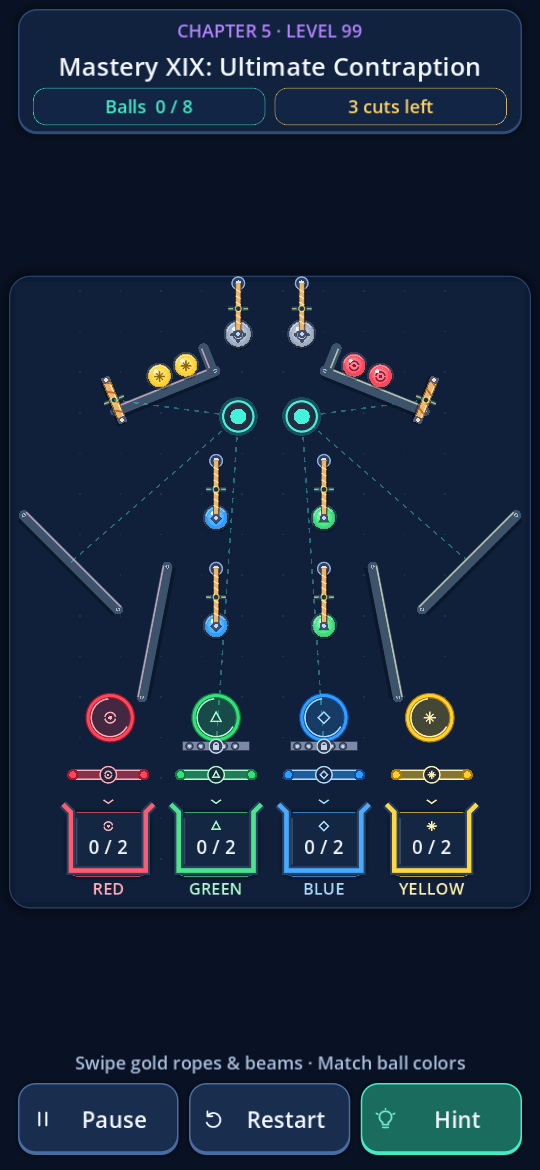 CHAPTER 5 · LEVEL 99
Mastery XIX: Ultimate Contraption
Balls 0 / 8
3 cuts left
0 / 2
0 / 2
0 / 2
0 / 2
RED
GREEN
BLUE
YELLOW
Swipe gold ropes & beams · Match ball colors
Pause
Restart
Hint